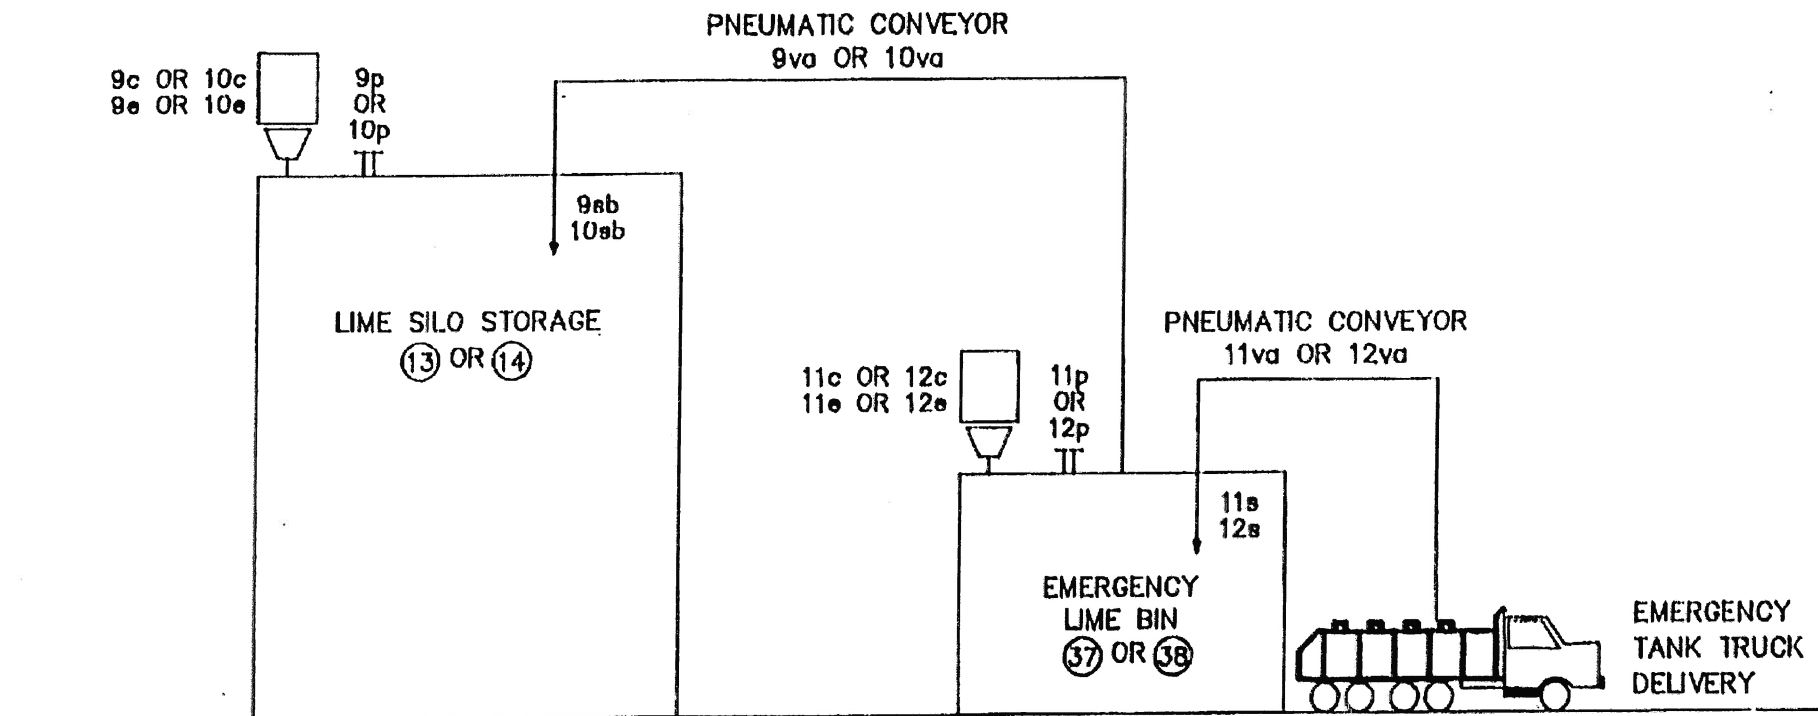 PNEUMATIC CONVEYOR
9va OR 10va
9c OR 10c
9e OR 10e
9p
OR
10p
9sb
10sb
LIME SILO STORAGE
13 OR 14
PNEUMATIC CONVEYOR
11va OR 12va
11c OR 12c
11e OR 12e
11p
OR
12p
11s
12s
EMERGENCY
LIME BIN
37 OR 38
EMERGENCY
TANK TRUCK
DELIVERY